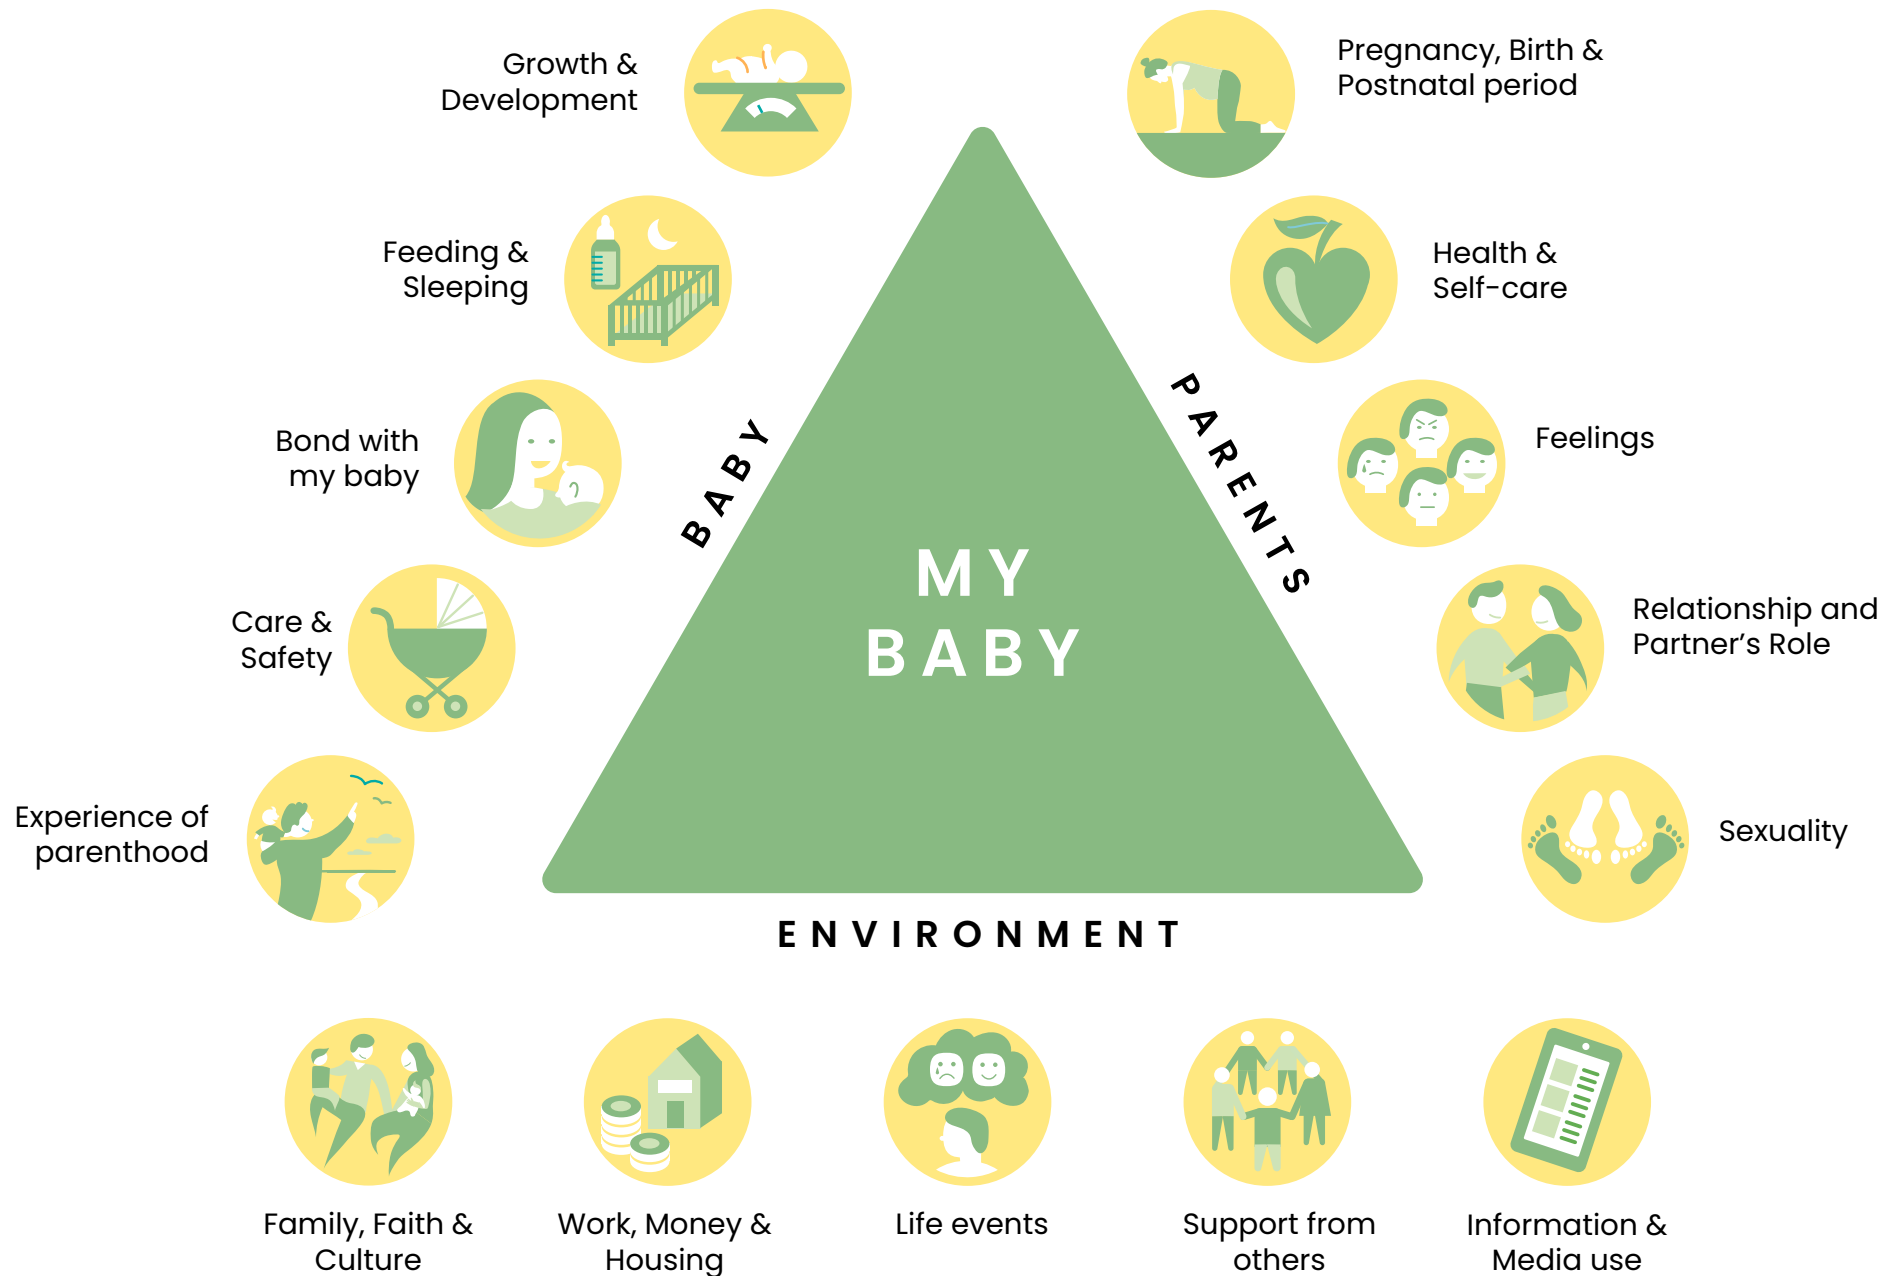 Growth &
Development
Feeding &
Sleeping
Bond with
my baby
Care &
Safety
Experience of
parenthood
BABY
MY
BABY
PARENTS
Pregnancy, Birth &
Postnatal period
Health &
Self-care
Feelings
Relationship and
Partner’s Role
Sexuality
ENVIRONMENT
Family, Faith &
Culture
Work, Money &
Housing
Life events
Support from
others
Information &
Media use